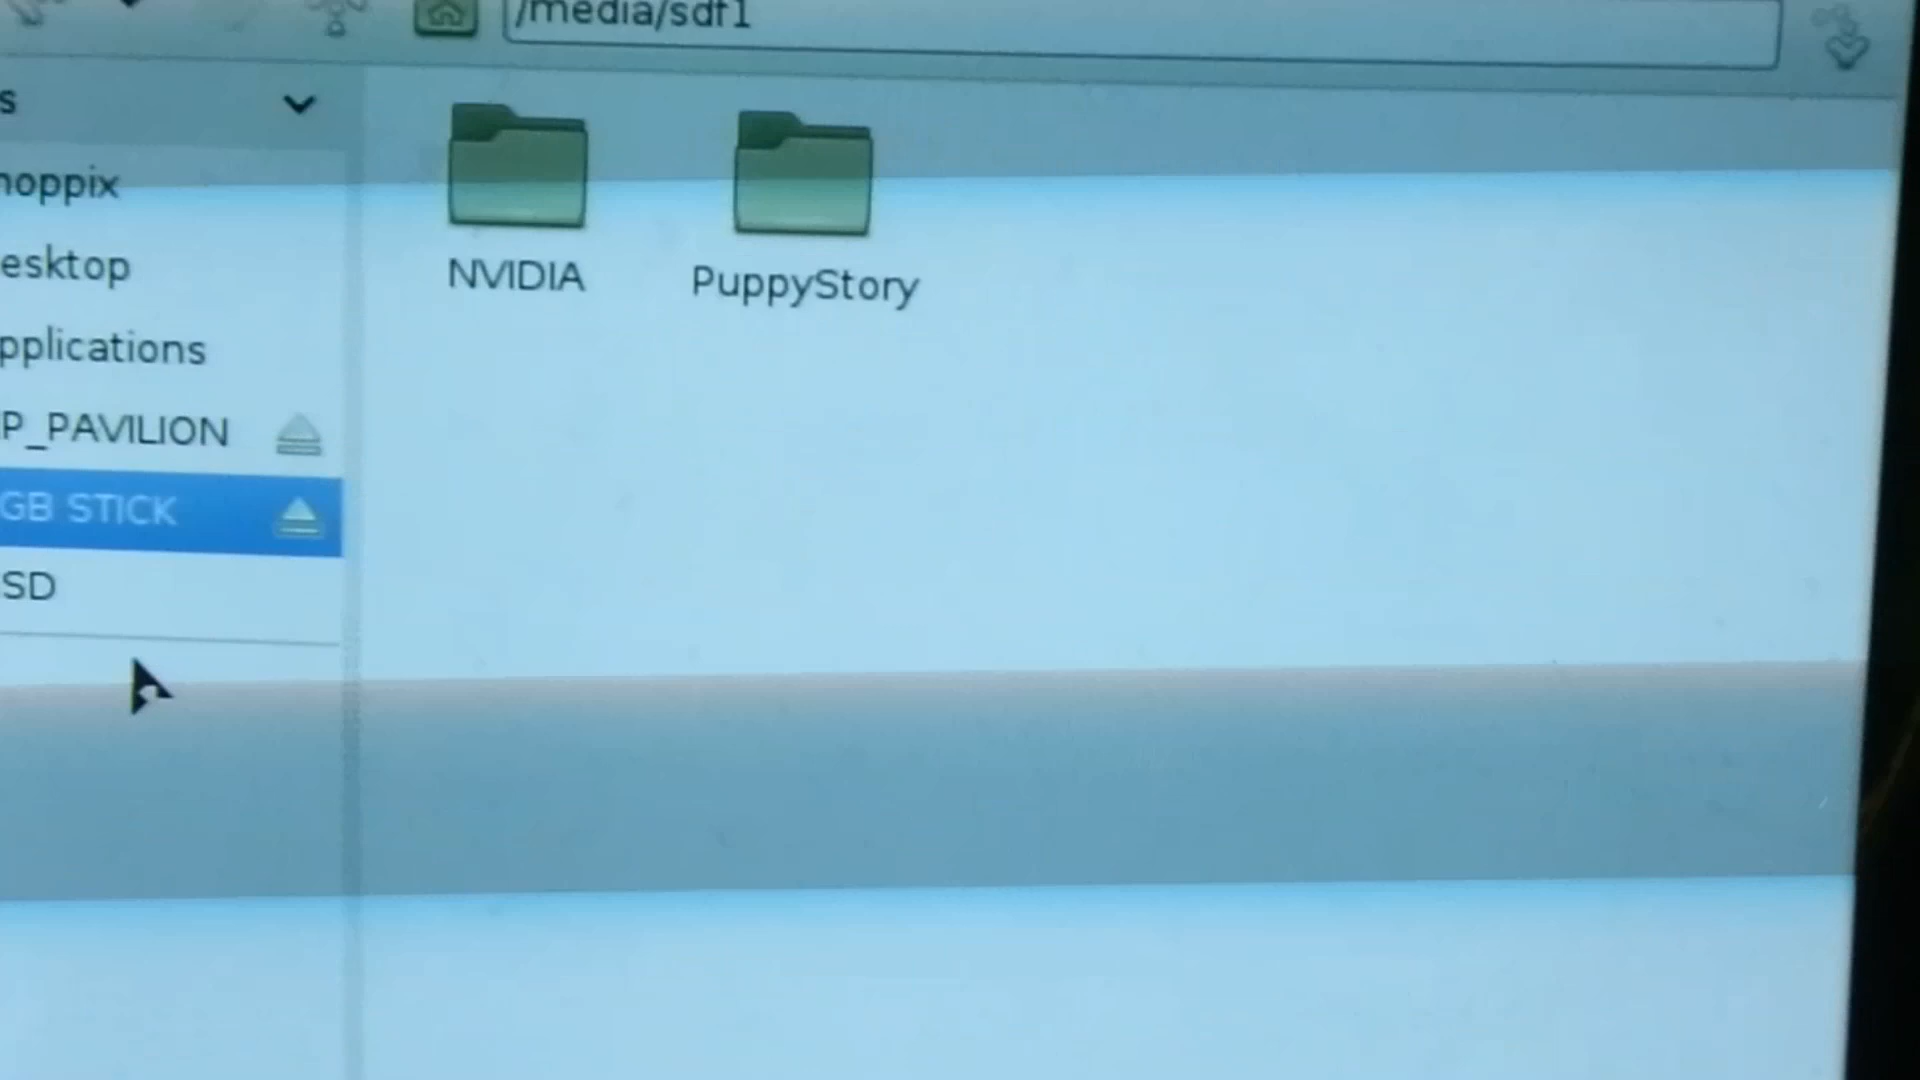 /media/sdf1
s
noppix
esktop
pplications
P_PAVILION
GB STICK
SD
NVIDIA
PuppyStory